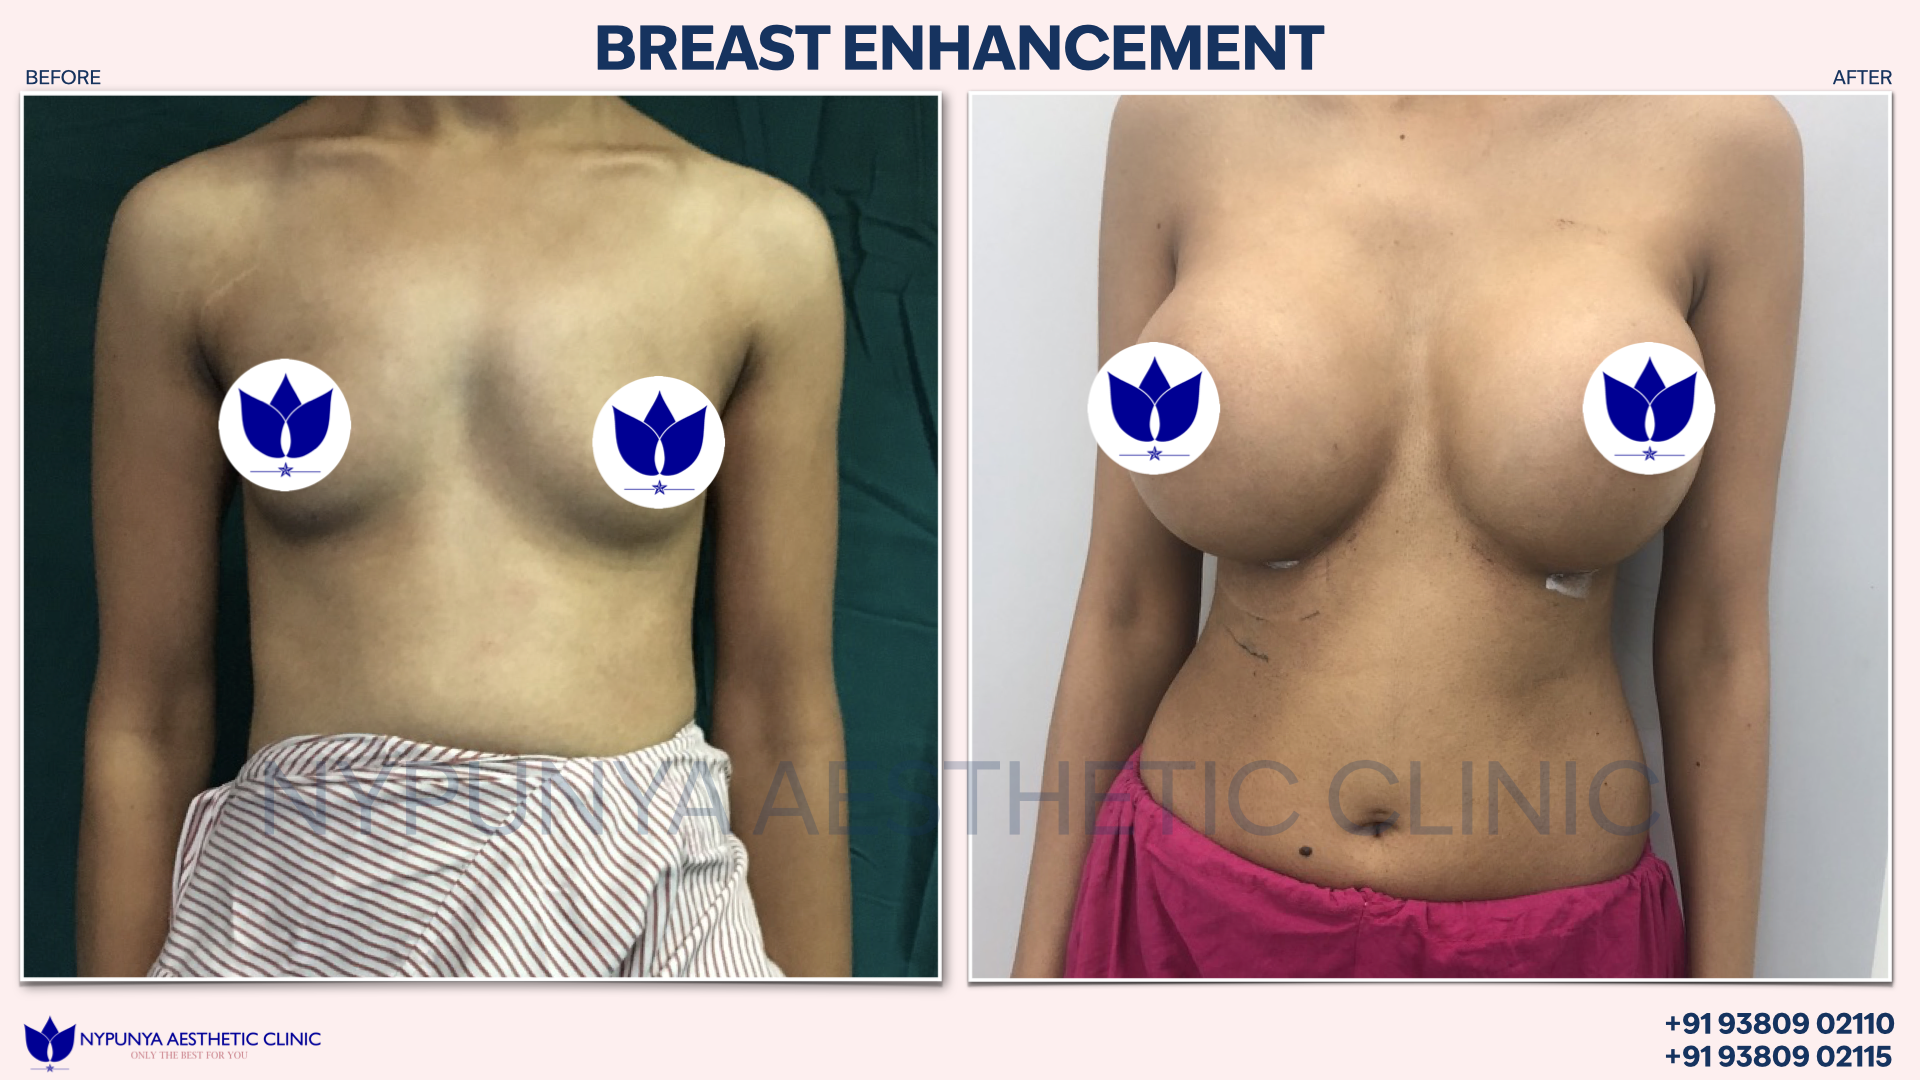 BREAST ENHANCEMENT
BEFORE
AFTER
NYPUNYA AESTHETIC CLINIC
NYPUNYA AESTHETIC CLINIC
ONLY THE BEST FOR YOU
+91 93809 02110
+91 93809 02115